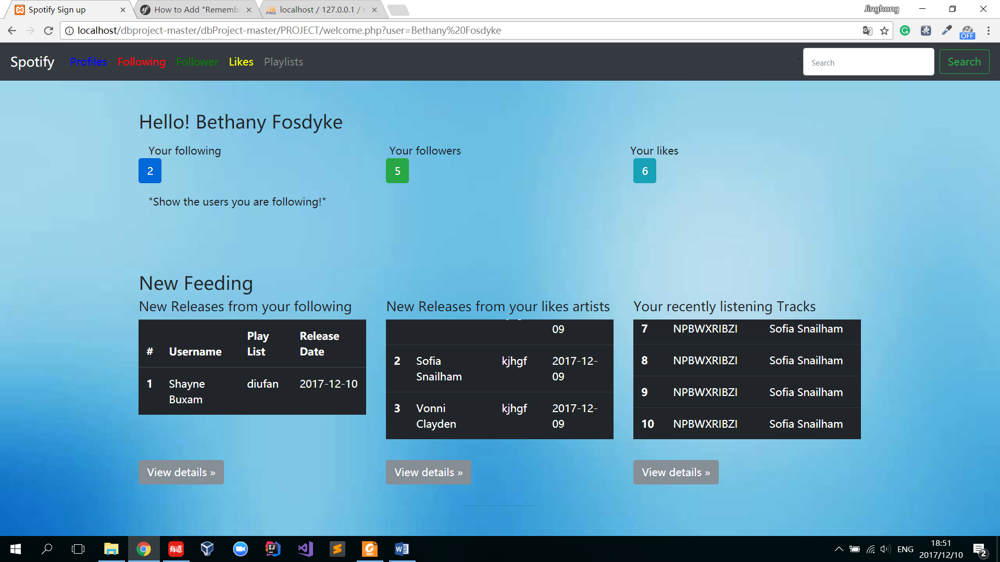 Spotify Sign up
How to Add "Rememb
localhost / 127.0.0.1 / s
Jinghong
localhost/dbproject-master/dbProject-master/PROJECT/welcome.php?user=Bethany%20Fosdyke
OFF
Spotify Profiles Following Follower Likes Playlists Search Search
Hello! Bethany Fosdyke
Your following Your followers Your likes
2 5 6
"Show the users you are following!"
New Feeding
New Releases from your following
# Username Play List Release Date
1 Shayne Buxam diufan 2017-12-10
View details »
New Releases from your likes artists
09
2 Sofia Snailham kjhgf 2017-12-09
3 Vonni Clayden kjhgf 2017-12-09
View details »
Your recently listening Tracks
7 NPBWXRIBZI Sofia Snailham
8 NPBWXRIBZI Sofia Snailham
9 NPBWXRIBZI Sofia Snailham
10 NPBWXRIBZI Sofia Snailham
View details »
有道
ENG
18:51
2017/12/10
2